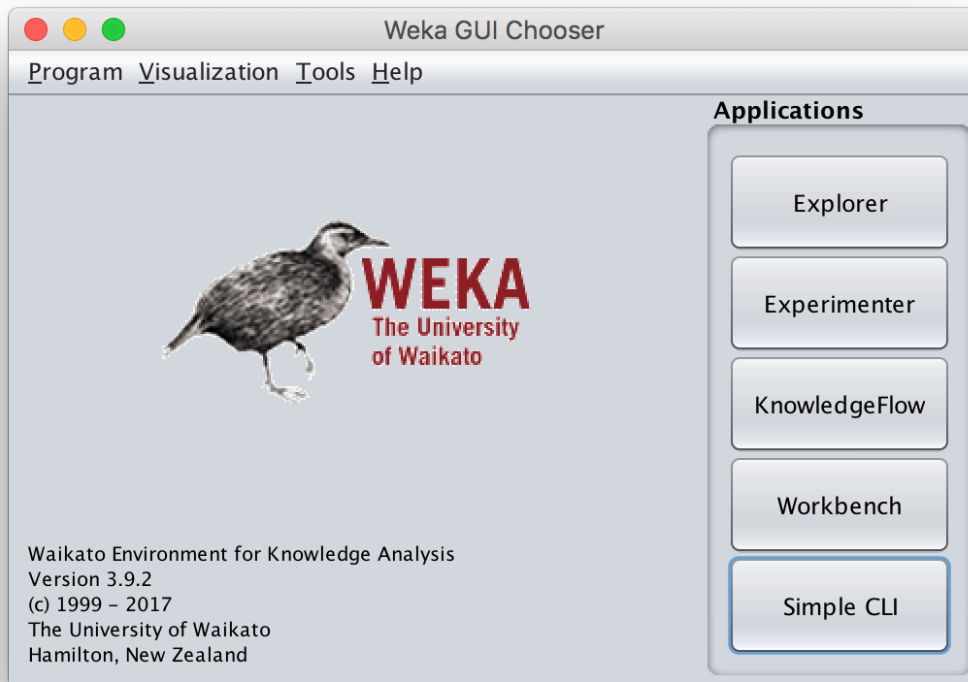 Weka GUI Chooser
Program Visualization Tools Help
Applications
Explorer
Experimenter
KnowledgeFlow
Workbench
Simple CLI
WEKA
The University
of Waikato
Waikato Environment for Knowledge Analysis
Version 3.9.2
(c) 1999 – 2017
The University of Waikato
Hamilton, New Zealand